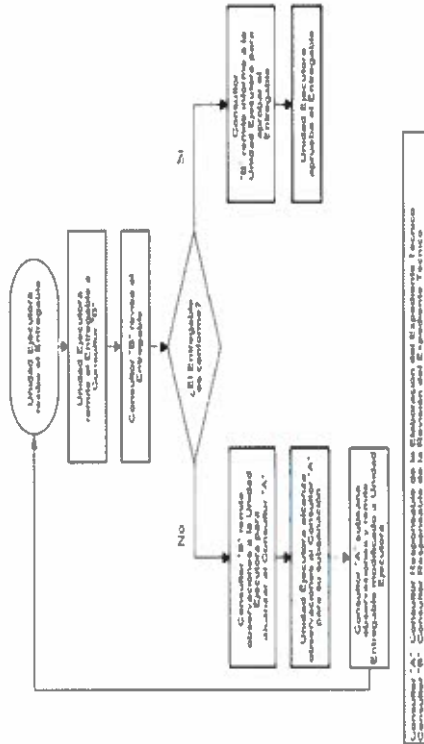 Unidad Ejecutora
recibe el Entregable
Unidad Ejecutora
remite el Entregable a
Consultor "B"
Consultor "B" revisa el
Entregable
¿El Entregable
es conforme?
No
Si
Consultor "B" remite
observaciones a la Unidad
Ejecutora para
al Consultor "A"
Unidad Ejecutora alcanza
observaciones al Consultor "A"
para su subsanación
Consultor "A" subsana
observaciones y remite
Entregable modificado a Unidad
Ejecutora
Consultor
"B" remite informe a la
Unidad Ejecutora para
aprobar el
Entregable
Unidad Ejecutora
aprueba el Entregable
Consultor "A": Consultor Responsable de la Elaboración del Expediente Técnico
Consultor "B": Consultor Responsable de la Revisión del Expediente Técnico